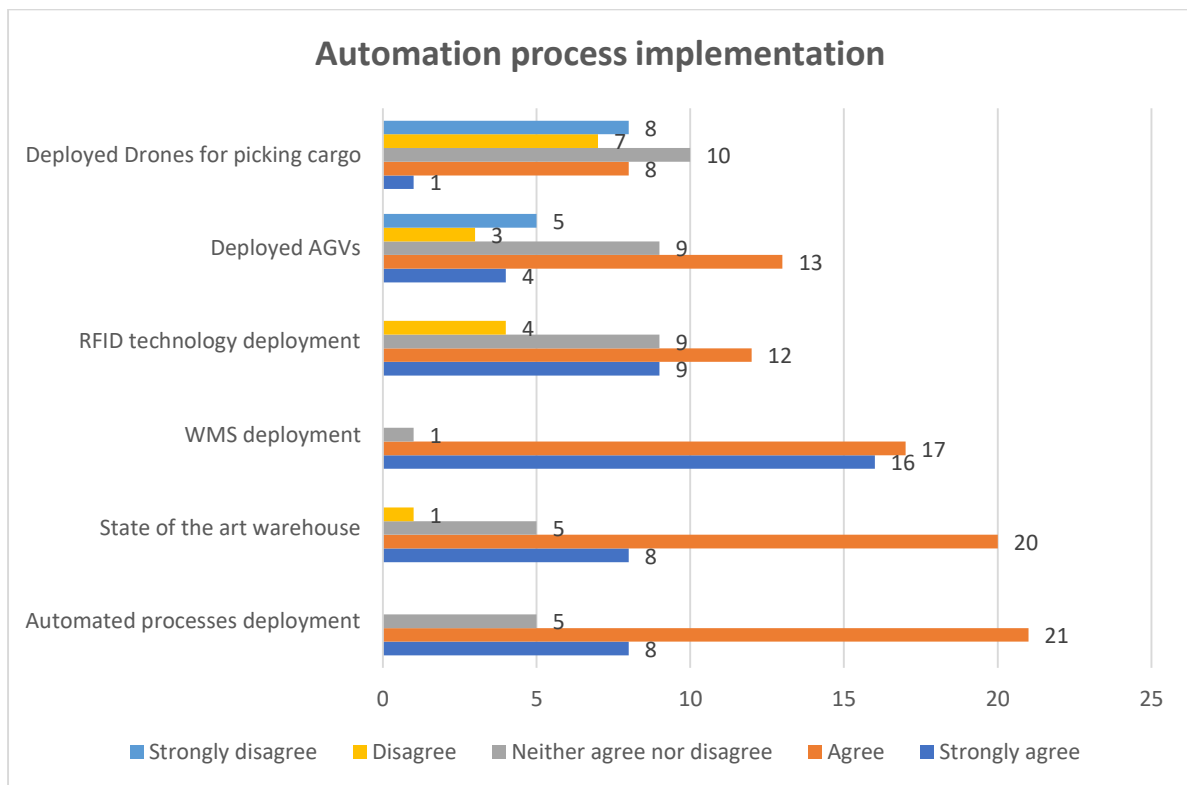 Automation process implementation
Deployed Drones for picking cargo
8
7
10
8
1
Deployed AGVs
5
3
9
13
4
RFID technology deployment
4
9
12
9
WMS deployment
1
17
16
State of the art warehouse
1
5
20
8
Automated processes deployment
5
21
8
0 5 10 15 20 25
Strongly disagree Disagree Neither agree nor disagree Agree Strongly agree